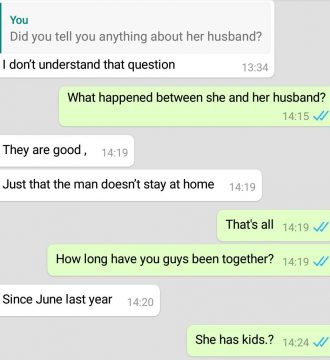 You
Did you tell you anything about her husband?
I don't understand that question 13:34
What happened between she and her husband?
14:15
They are good , 14:19
Just that the man doesn't stay at home 14:19
That's all 14:19
How long have you guys been together.? 14:19
Since June last year 14:20
She has kids.? 14:24